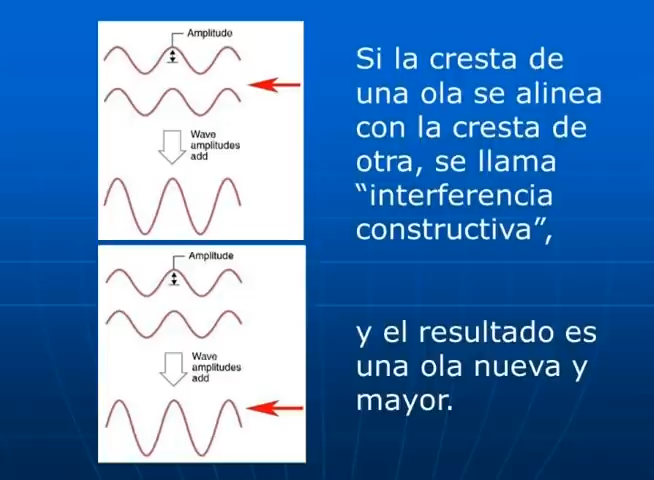 Amplitude
Wave
amplitudes
add
Amplitude
Wave
amplitudes
add
Si la cresta de
una ola se alinea
con la cresta de
otra, se llama
“interferencia
constructiva”,
y el resultado es
una ola nueva y
mayor.